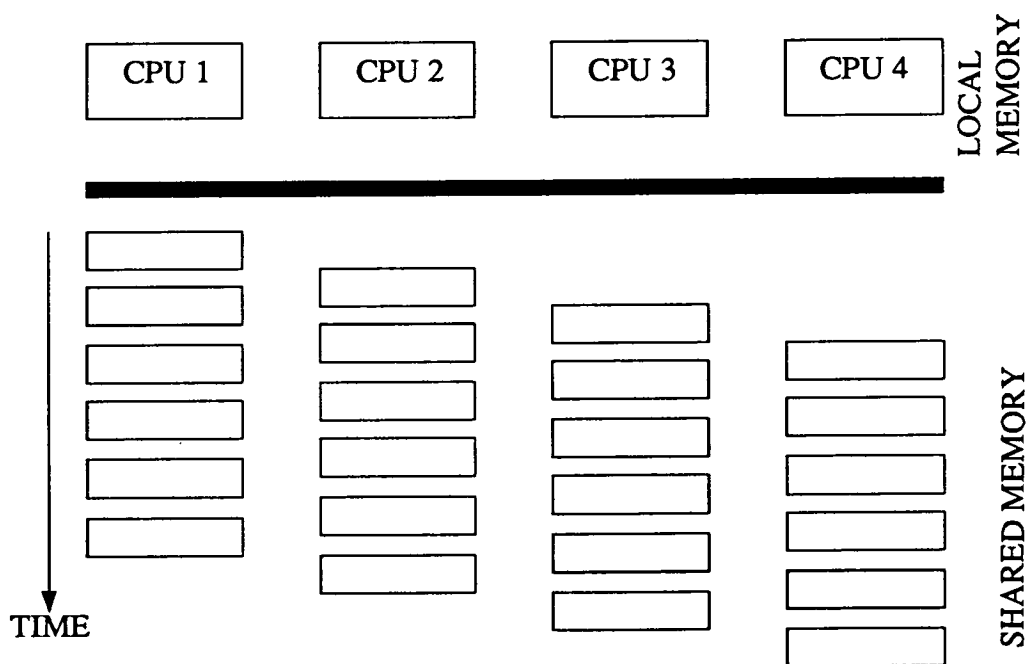 CPU 1
CPU 2
CPU 3
CPU 4
LOCAL
MEMORY
TIME
SHARED MEMORY